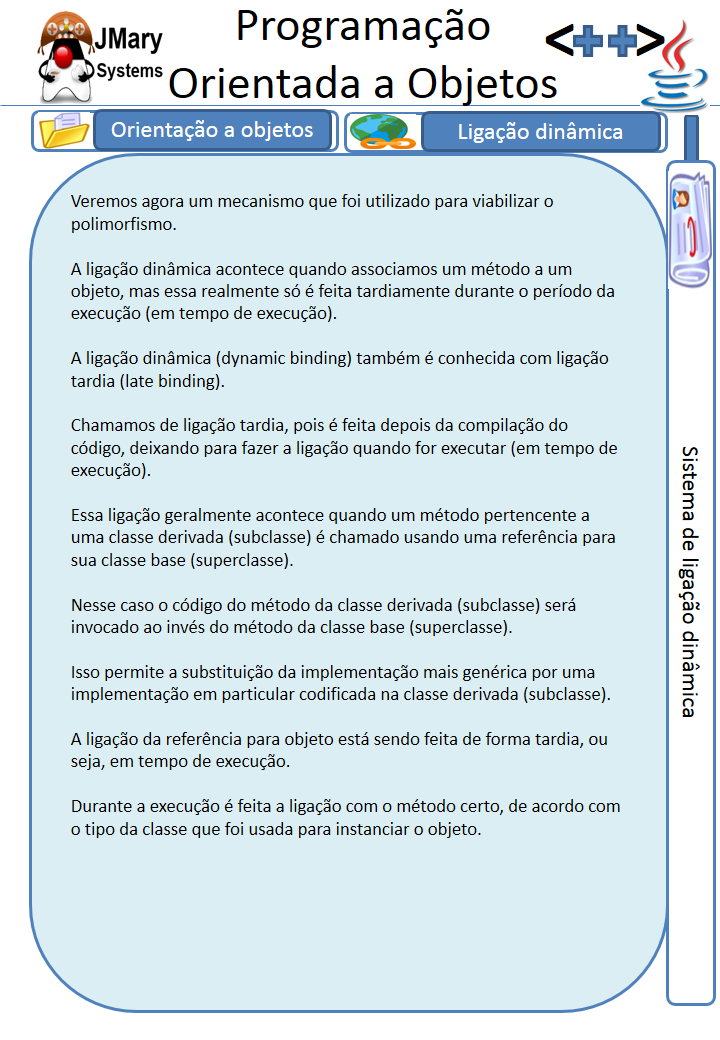 JMary
Systems
Programação
Orientada a Objetos
<++>
Orientação a objetos
Ligação dinâmica
Veremos agora um mecanismo que foi utilizado para viabilizar o
polimorfismo.
A ligação dinâmica acontece quando associamos um método a um
objeto, mas essa realmente só é feita tardiamente durante o período da
execução (em tempo de execução).
A ligação dinâmica (dynamic binding) também é conhecida com ligação
tardia (late binding).
Chamamos de ligação tardia, pois é feita depois da compilação do
código, deixando para fazer a ligação quando for executar (em tempo de
execução).
Essa ligação geralmente acontece quando um método pertencente a
uma classe derivada (subclasse) é chamado usando uma referência para
sua classe base (superclasse).
Nesse caso o código do método da classe derivada (subclasse) será
invocado ao invés do método da classe base (superclasse).
Isso permite a substituição da implementação mais genérica por uma
implementação em particular codificada na classe derivada (subclasse).
A ligação da referência para objeto está sendo feita de forma tardia, ou
seja, em tempo de execução.
Durante a execução é feita a ligação com o método certo, de acordo com
o tipo da classe que foi usada para instanciar o objeto.
Sistema de ligação dinâmica